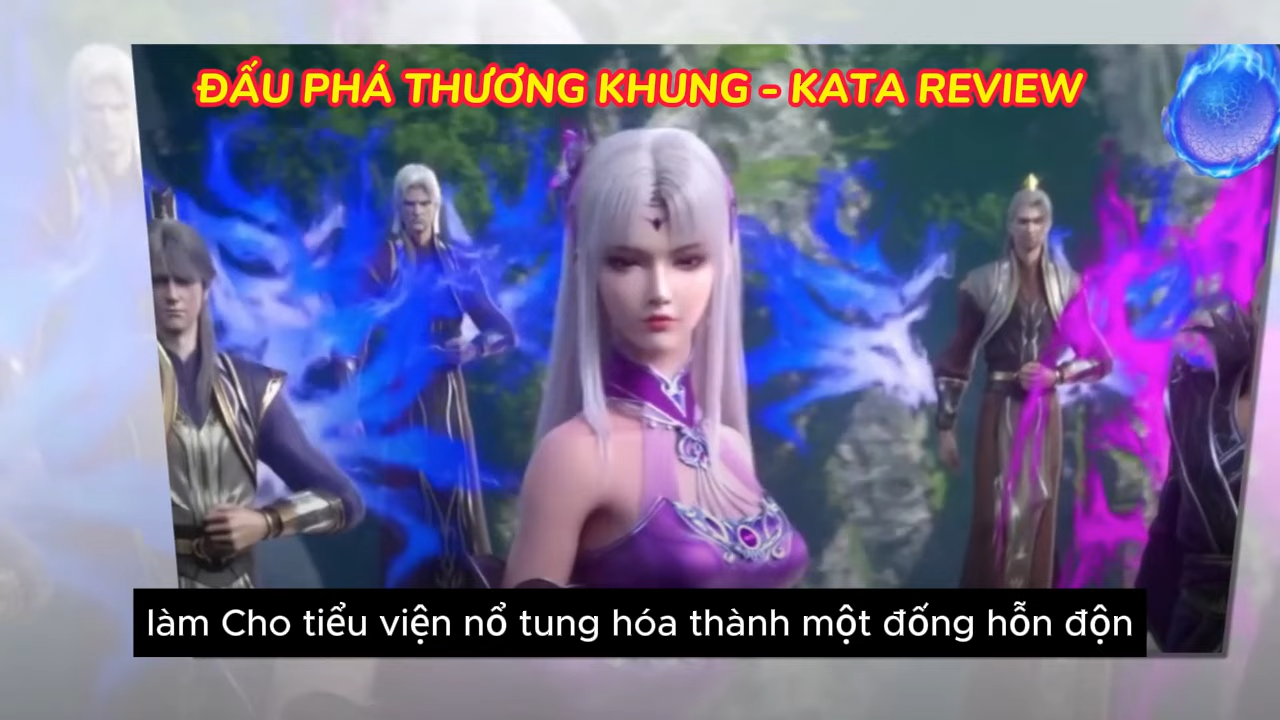 ĐẤU PHÁ THƯƠNG KHUNG - KATA REVIEW
làm Cho tiểu viện nổ tung hóa thành một đống hỗn độn